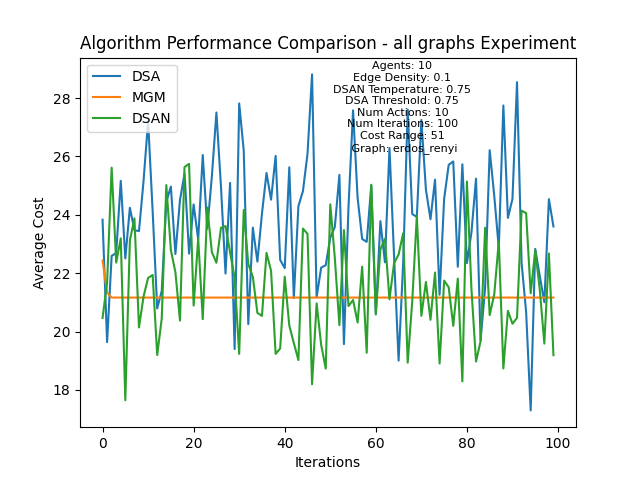 Algorithm Performance Comparison - all graphs Experiment
DSA
MGM
DSAN
Agents: 10
Edge Density: 0.1
DSAN Temperature: 0.75
DSA Threshold: 0.75
Num Actions: 10
Num Iterations: 100
Cost Range: 51
Graph: erdos_renyi
Average Cost
28
26
24
22
20
18
0
20
40
60
80
100
Iterations